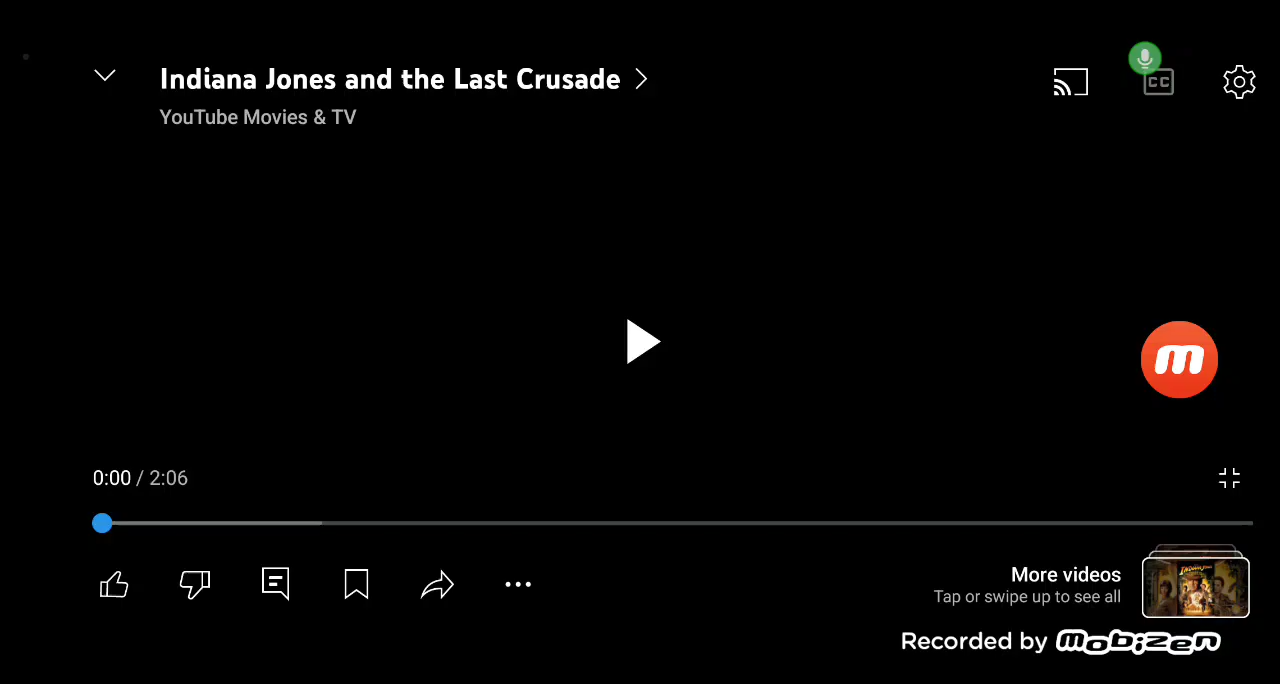 Indiana Jones and the Last Crusade
YouTube Movies & TV
CC
m
0:00 / 2:06
More videos
Tap or swipe up to see all
Recorded by mobizen